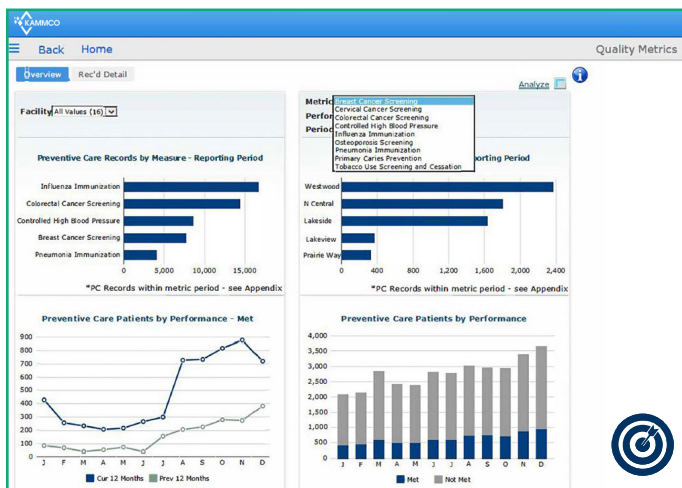 KAMMCO
Back Home Quality Metrics
Overview Rec'd Detail
Analyze
Facility All Values (16)
Metric Breast Cancer Screening
Cervical Cancer Screening
Perfor Colorectal Cancer Screening
Controlled High Blood Pressure
Period Influenza Immunization
Osteoporosis Screening
Pneumonia Immunization
Primary Caries Prevention
Tobacco Use Screening and Cessation
Preventive Care Records by Measure - Reporting Period
Influenza Immunization
Colorectal Cancer Screening
Controlled High Blood Pressure
Breast Cancer Screening
Pneumonia Immunization
0 5,000 10,000 15,000
*PC Records within metric period - see Appendix
orting Period
Westwood
N Central
Lakeside
Lakeview
Prairie Way
0 400 800 1,200 1,600 2,000 2,400
*PC Records within metric period - see Appendix
Preventive Care Patients by Performance - Met
900
800
700
600
500
400
300
200
100
0
J F M A M J J A S O N D
Cur 12 Months Prev 12 Months
Preventive Care Patients by Performance
4,000
3,500
3,000
2,500
2,000
1,500
1,000
500
0
J F M A M J J A S O N D
Met Not Met